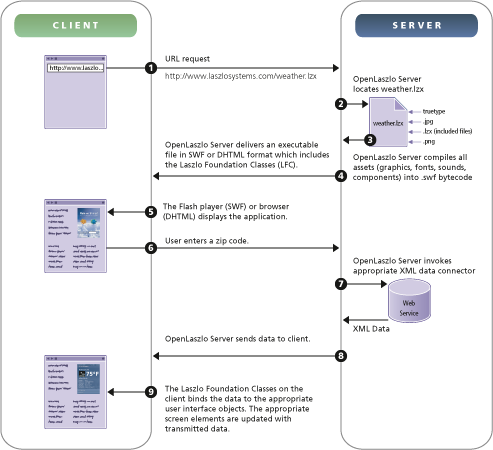 CLIENT
SERVER
http://www.laszlo...
1
URL request
http://www.laszlosystems.com/weather.lzx
OpenLaszlo Server
locates weather.lzx
2
weather.lzx
truetype
.jpg
.lzx (included files)
.png
3
OpenLaszlo Server delivers an executable
file in SWF or DHTML format which includes
the Laszlo Foundation Classes (LFC).
OpenLaszlo Server compiles all
assets (graphics, fonts, sounds,
components) into .swf bytecode
4
5
The Flash player (SWF) or browser
(DHTML) displays the application.
6
User enters a zip code.
OpenLaszlo Server invokes
appropriate XML data connector
7
Web
Service
XML Data
OpenLaszlo Server sends data to client.
8
75°F
9
The Laszlo Foundation Classes on the
client binds the data to the appropriate
user interface objects. The appropriate
screen elements are updated with
transmitted data.